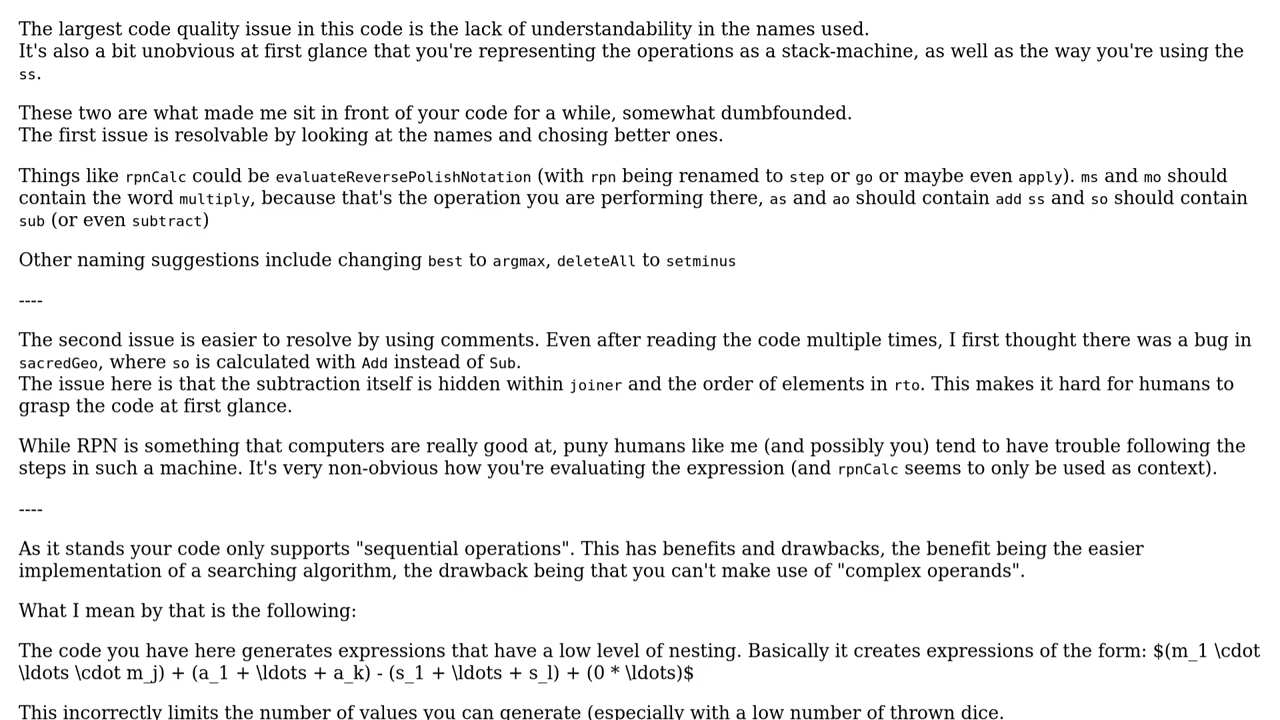 The largest code quality issue in this code is the lack of understandability in the names used.
It's also a bit unobvious at first glance that you're representing the operations as a stack-machine, as well as the way you're using the
ss.
These two are what made me sit in front of your code for a while, somewhat dumbfounded.
The first issue is resolvable by looking at the names and chosing better ones.
Things like rpnCalc could be evaluateReversePolishNotation (with rpn being renamed to step or go or maybe even apply). ms and mo should
contain the word multiply, because that's the operation you are performing there, as and ao should contain add ss and so should contain
sub (or even subtract)
Other naming suggestions include changing best to argmax, deleteAll to setminus
----
The second issue is easier to resolve by using comments. Even after reading the code multiple times, I first thought there was a bug in
sacredGeo, where so is calculated with Add instead of Sub.
The issue here is that the subtraction itself is hidden within joiner and the order of elements in rto. This makes it hard for humans to
grasp the code at first glance.
While RPN is something that computers are really good at, puny humans like me (and possibly you) tend to have trouble following the
steps in such a machine. It's very non-obvious how you're evaluating the expression (and rpnCalc seems to only be used as context).
----
As it stands your code only supports "sequential operations". This has benefits and drawbacks, the benefit being the easier
implementation of a searching algorithm, the drawback being that you can't make use of "complex operands".
What I mean by that is the following:
The code you have here generates expressions that have a low level of nesting. Basically it creates expressions of the form: $(m_1 \cdot
\ldots \cdot m_j) + (a_1 + \ldots + a_k) - (s_1 + \ldots + s_l) + (0 * \ldots)$
This incorrectly limits the number of values you can generate (especially with a low number of thrown dice.